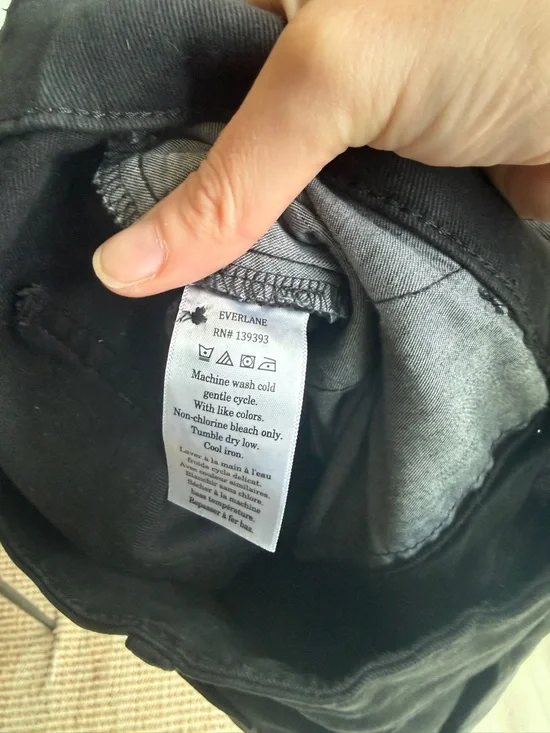 EVERLANE
RN# 139393
Machine wash cold
gentle cycle.
With like colors.
Non-chlorine bleach only.
Tumble dry low.
Cool iron.
Laver à la main à l'eau
froide cycle délicat.
Avec couleur similaires.
Blanchir sans chlore.
Sécher à la machine
bass température.
Repasser à fer bas.